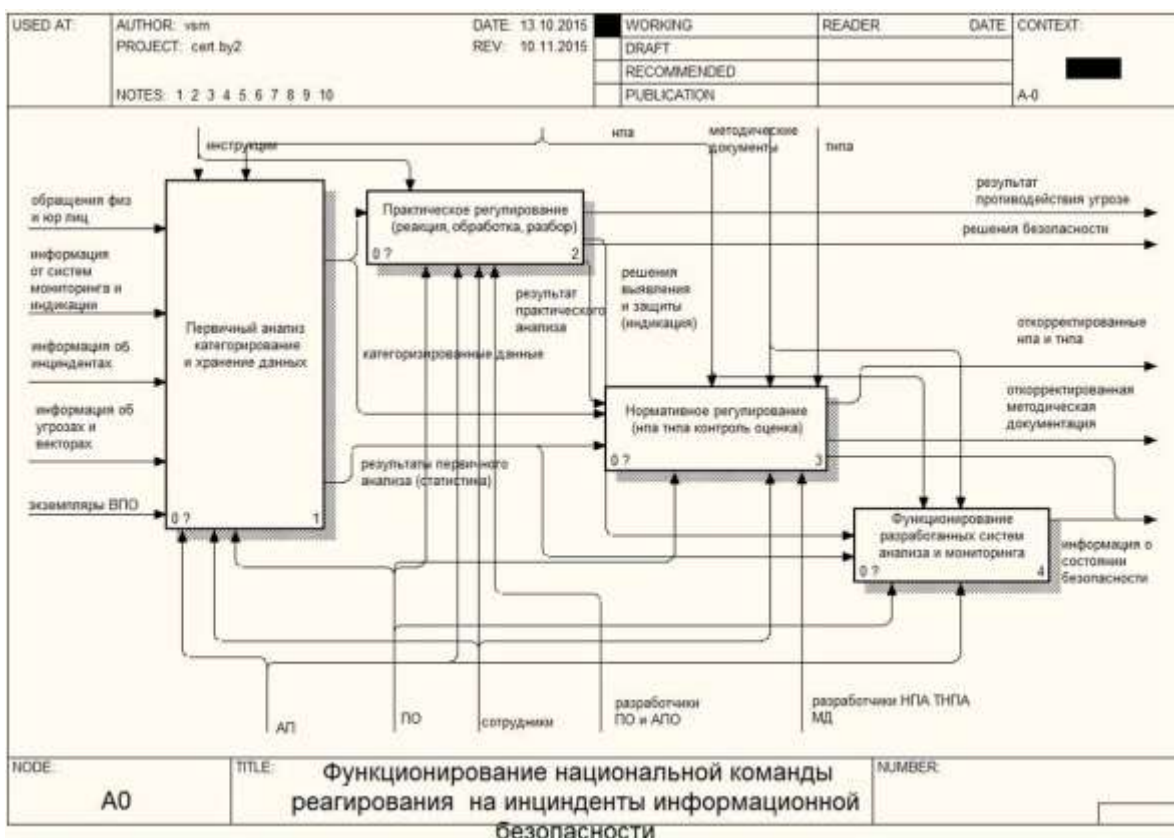 USED AT:
AUTHOR: vsm
DATE: 13.10.2015
WORKING
READER
DATE
CONTEXT:
PROJECT: cert.by2
REV: 10.11.2015
DRAFT
RECOMMENDED
NOTES: 1 2 3 4 5 6 7 8 9 10
PUBLICATION
A-0
инструкции
нпа
методические
документы
тнпа
обращения физ
и юр лиц
информация
от систем
мониторинга и
индикации
информация об
инциндентах
информация об
угрозах и
векторах
экземпляры ВПО
Первичный анализ
категорирование
и хранение данных
0 ?
1
Практическое регулирование
(реакция, обработка, разбор)
0 ?
2
результат
противодействия угрозе
решения безопасности
результат
практического
анализа
решения
выявления
и защиты
(индикация)
категоризированные данные
откорректированные
нпа и тнпа
Нормативное регулирование
(нпа тнпа контроль оценка)
0 ?
3
откорректированная
методическая
документация
результаты первичного
анализа (статистика)
Функционирование
разработанных систем
анализа и мониторинга
0 ?
4
информация о
состоянии
безопасности
АП
ПО
сотрудники
разработчики
ПО и АПО
разработчики НПА ТНПА
МД
NODE:
A0
TITLE:
Функционирование национальной команды
реагирования на инцинденты информационной
безопасности
NUMBER: